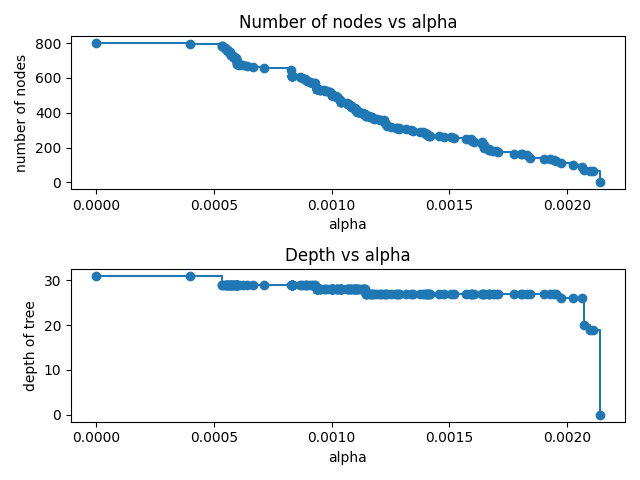 Number of nodes vs alpha
number of nodes
800
600
400
200
0
0.0000 0.0005 0.0010 0.0015 0.0020
alpha
Depth vs alpha
depth of tree
30
20
10
0
0.0000 0.0005 0.0010 0.0015 0.0020
alpha